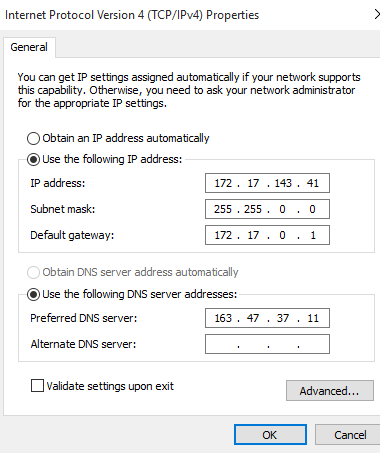 Internet Protocol Version 4 (TCP/IPv4) Properties
General
You can get IP settings assigned automatically if your network supports
this capability. Otherwise, you need to ask your network administrator
for the appropriate IP settings.
Obtain an IP address automatically
Use the following IP address:
IP address: 172 . 17 . 143 . 41
Subnet mask: 255 . 255 . 0 . 0
Default gateway: 172 . 17 . 0 . 1
Obtain DNS server address automatically
Use the following DNS server addresses:
Preferred DNS server: 163 . 47 . 37 . 11
Alternate DNS server: . . .
Validate settings upon exit
Advanced...
OK Cancel